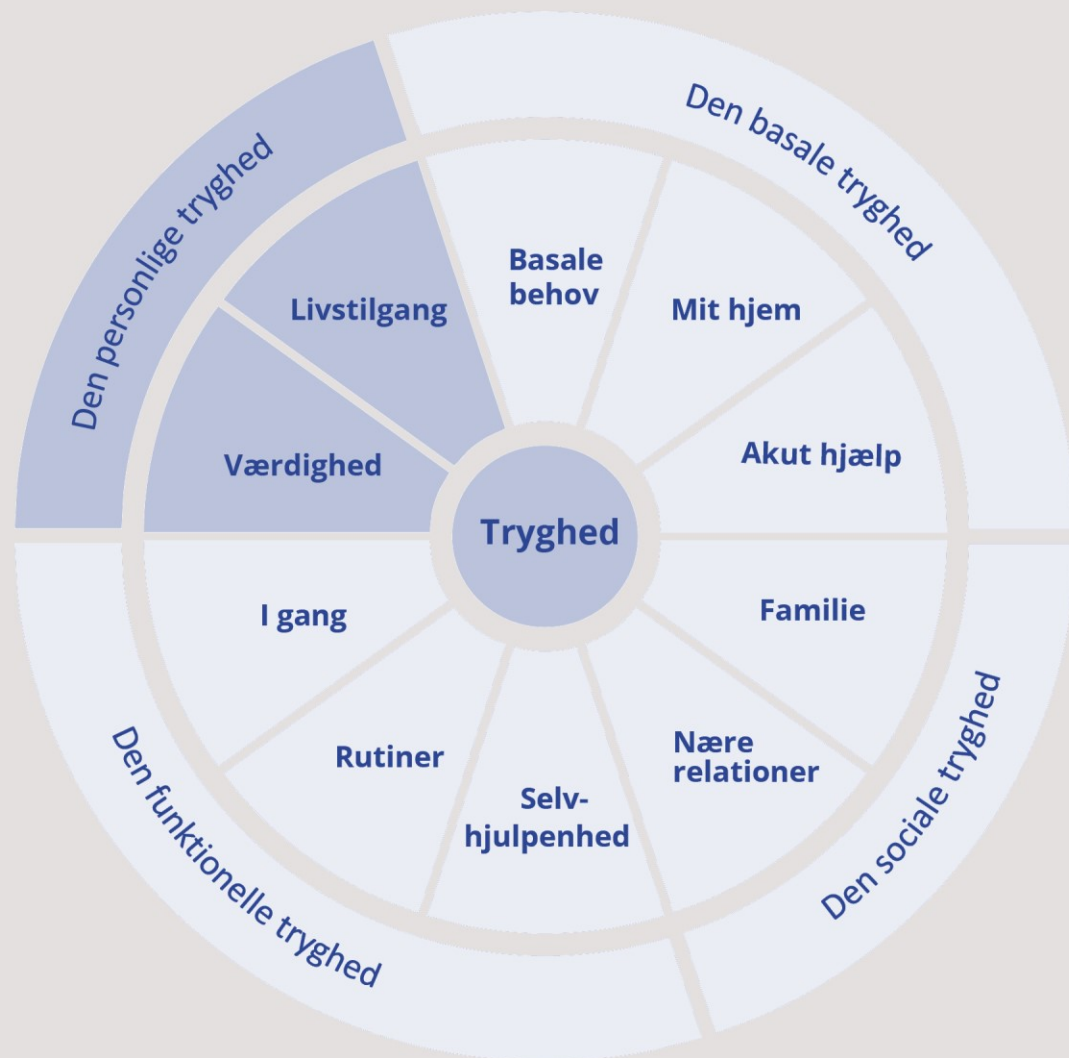 Den personlige tryghed
Den basale tryghed
Den sociale tryghed
Den funktionelle tryghed
Basale
behov
Mit hjem
Akut hjælp
Familie
Nære
relationer
Selv-
hjulpenhed
Rutiner
I gang
Værdighed
Livstilgang
Tryghed